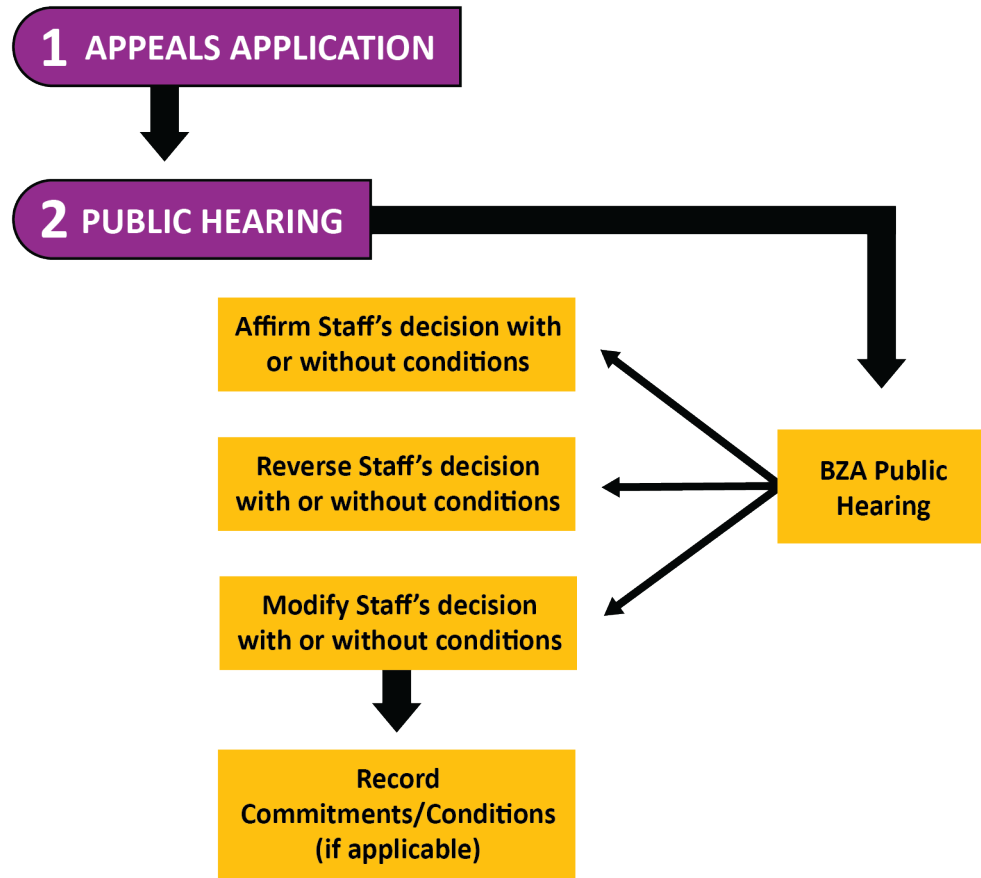 1 APPEALS APPLICATION
2 PUBLIC HEARING
Affirm Staff’s decision with
or without conditions
Reverse Staff’s decision
with or without conditions
BZA Public
Hearing
Modify Staff’s decision
with or without conditions
Record
Commitments/Conditions
(if applicable)